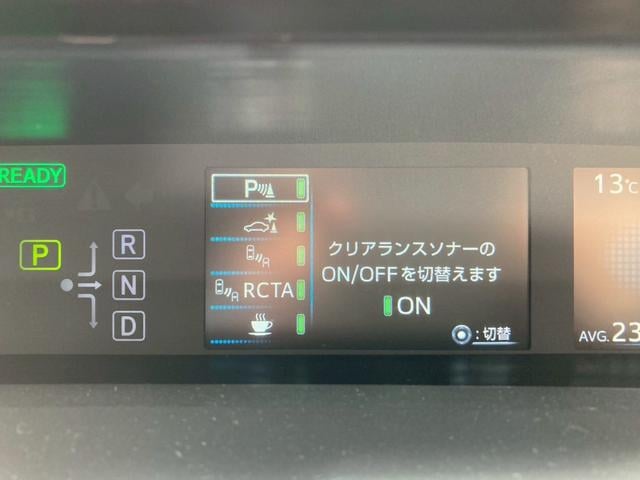 READY
P
R
N
D
P
RCTA
クリアランスソナーの
ON/OFFを切替えます
ON
:切替
13℃
AVG.23